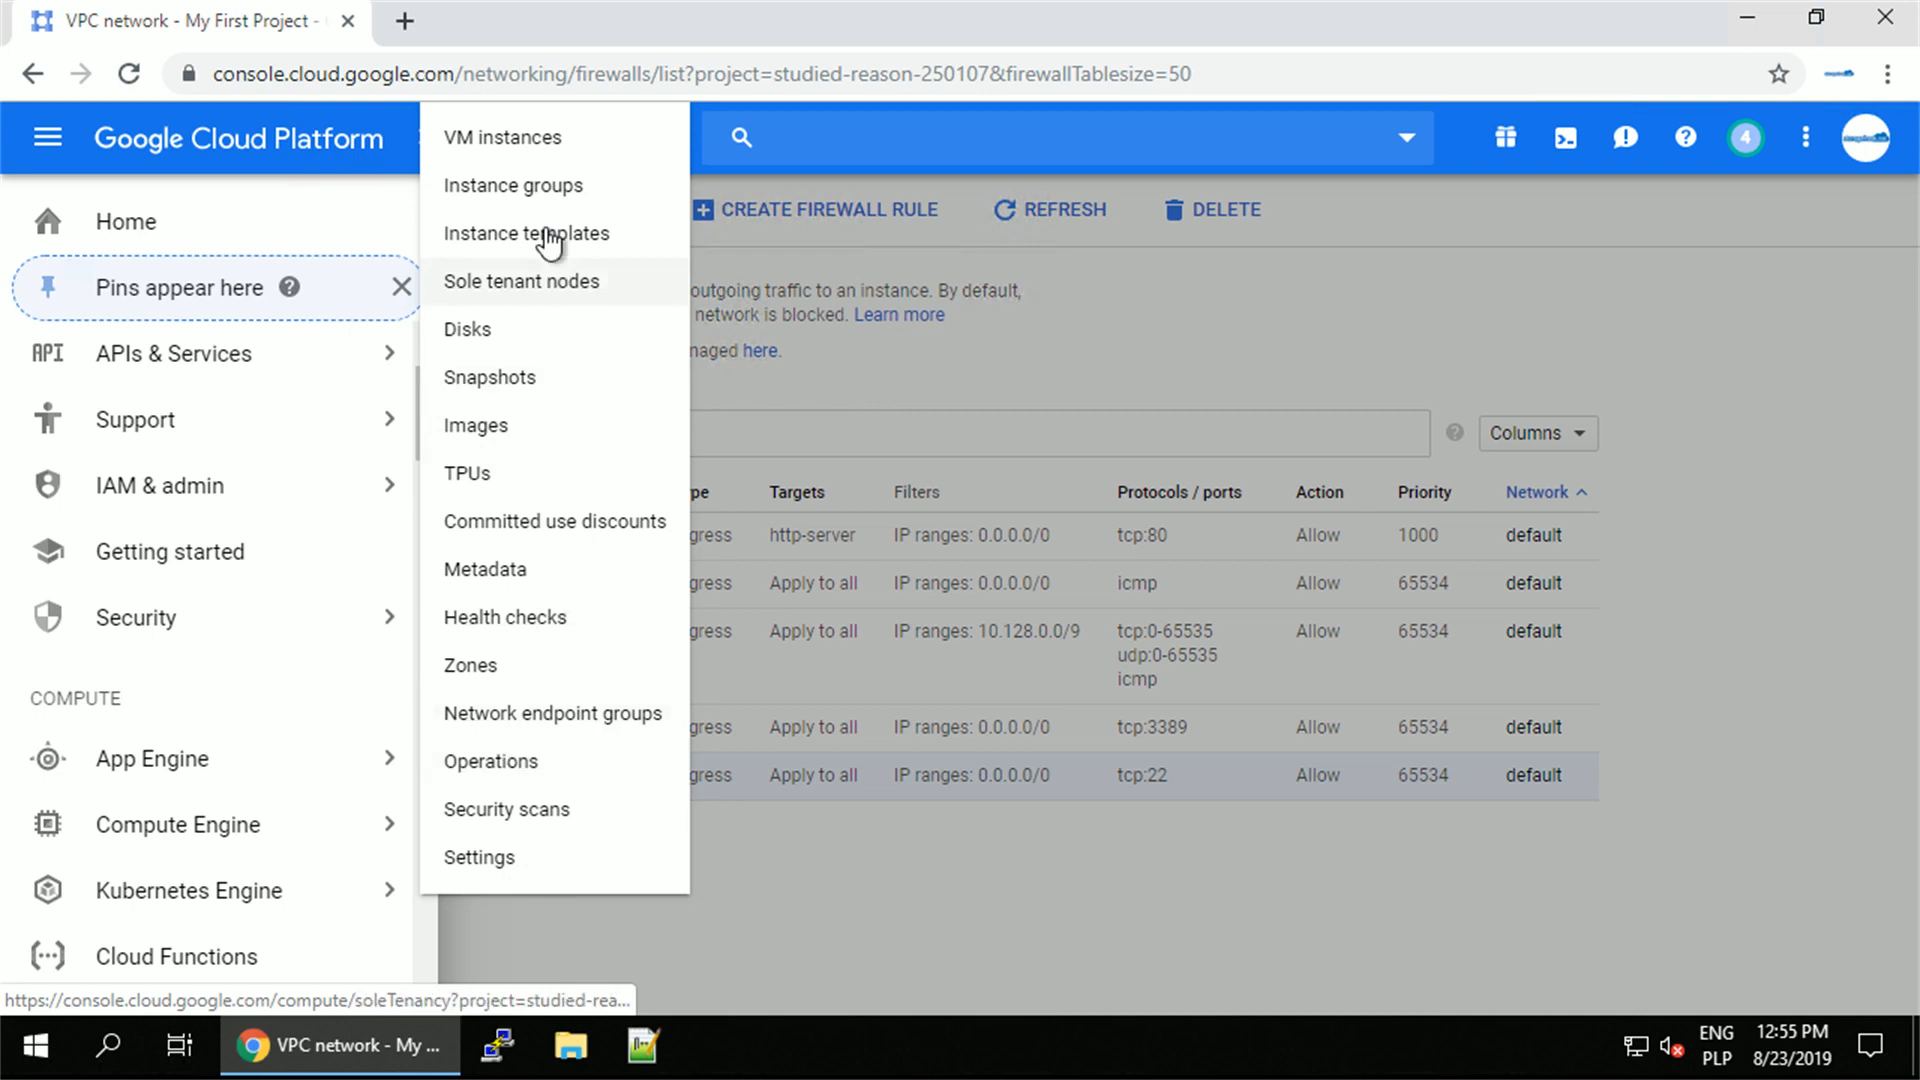 VPC network - My First Project -
console.cloud.google.com/networking/firewalls/list?project=studied-reason-250107&firewallTablesize=50
Google Cloud Platform
4
Home
Pins appear here
APIs & Services
API
Support
IAM & admin
Getting started
Security
COMPUTE
App Engine
Compute Engine
Kubernetes Engine
Cloud Functions
VM instances
Instance groups
Instance templates
Sole tenant nodes
Disks
Snapshots
Images
TPUs
Committed use discounts
Metadata
Health checks
Zones
Network endpoint groups
Operations
Security scans
Settings
CREATE FIREWALL RULE REFRESH DELETE
outgoing traffic to an instance. By default,
network is blocked. Learn more
naged here.
Columns
pe Targets Filters Protocols / ports Action Priority Network
gress http-server IP ranges: 0.0.0.0/0 tcp:80 Allow 1000 default
gress Apply to all IP ranges: 0.0.0.0/0 icmp Allow 65534 default
gress Apply to all IP ranges: 10.128.0.0/9 tcp:0-65535 Allow 65534 default
udp:0-65535
icmp
gress Apply to all IP ranges: 0.0.0.0/0 tcp:3389 Allow 65534 default
gress Apply to all IP ranges: 0.0.0.0/0 tcp:22 Allow 65534 default
https://console.cloud.google.com/compute/soleTenancy?project=studied-rea...
VPC network - My ...
ENG
PLP
12:55 PM
8/23/2019